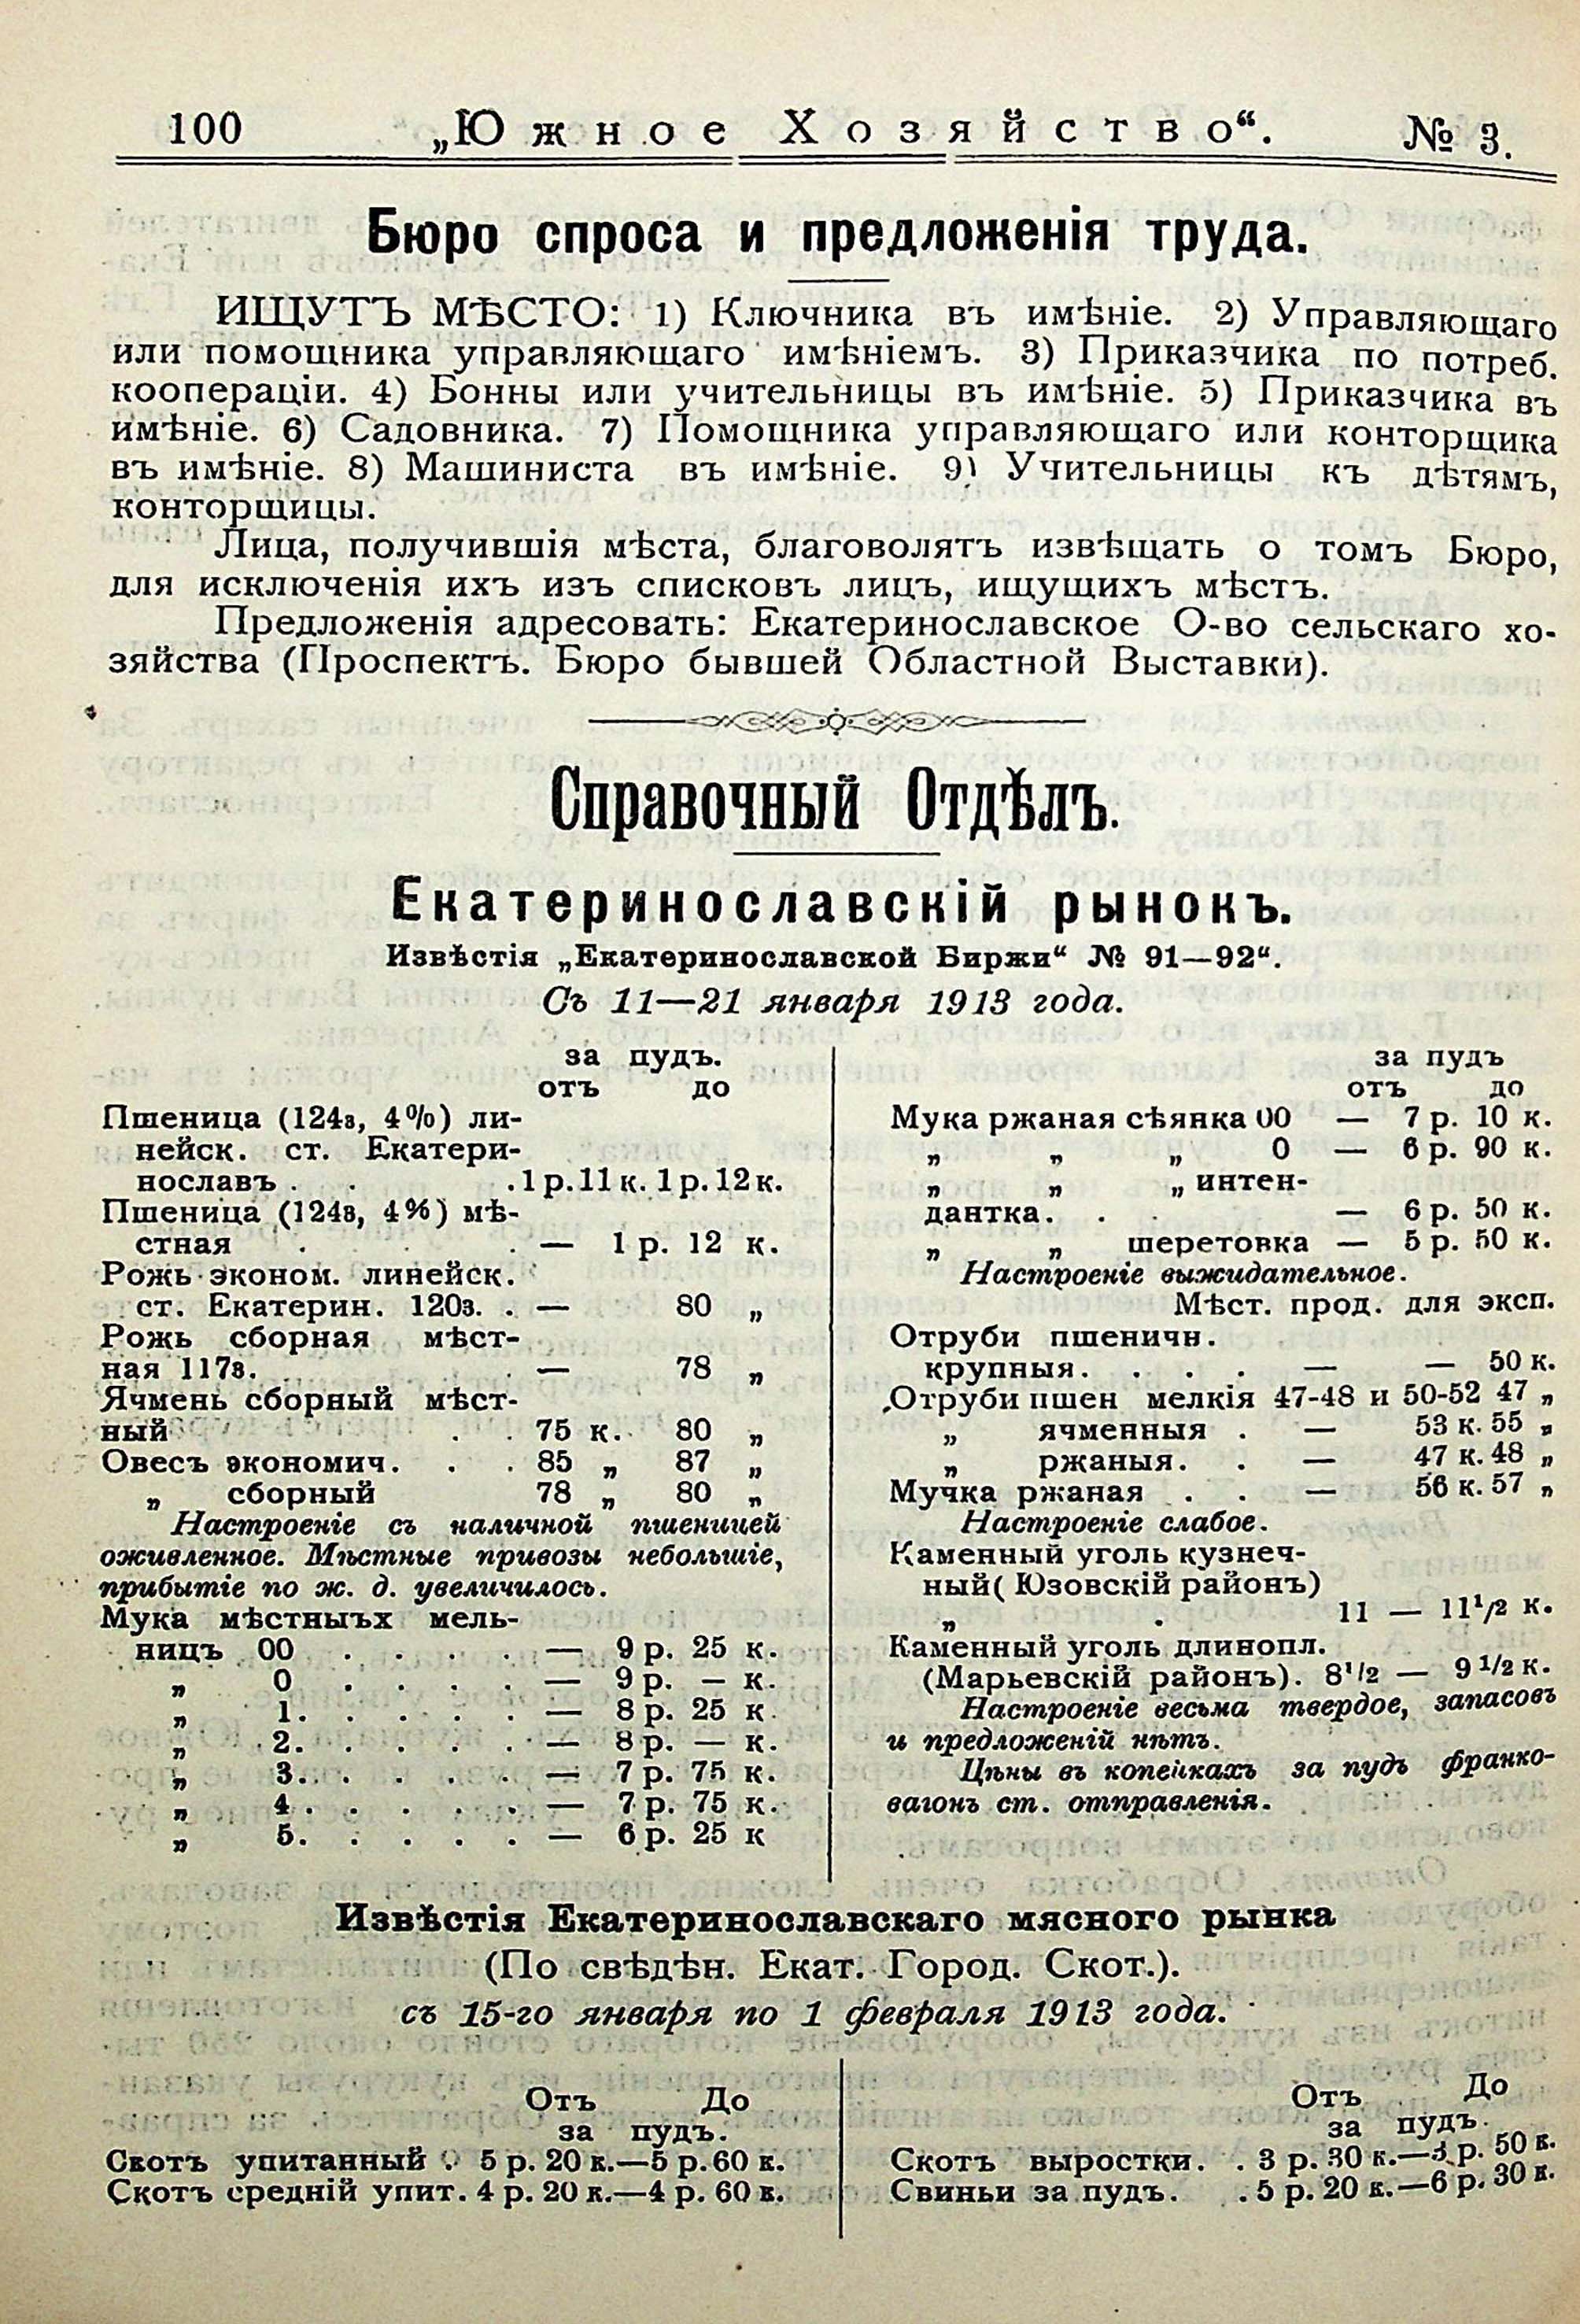 100 „Южное Хозяйство“. № 3.
Бюро спроса и предложенія труда.
ИЩУТЪ МѢСТО: 1) Ключника въ имѣніе. 2) Управляющаго
или помощника управляющаго имѣніемъ. 3) Приказчика по потреб.
коопераціи. 4) Бонны или учительницы въ имѣніе. 5) Приказчика въ
имѣніе. 6) Садовника. 7) Помощника управляющаго или конторщика
въ имѣніе. 8) Машиниста въ имѣніе. 9) Учительницы къ дѣтямъ,
конторщицы.
Лица, получившія мѣста, благоволятъ извѣщать о томъ Бюро,
для исключенія ихъ изъ списковъ лицъ, ищущихъ мѣстъ.
Предложенія адресовать: Екатеринославское О-во сельскаго хо-
зяйства (Проспектъ. Бюро бывшей Областной Выставки).
Справочный Отдѣлъ.
Екатеринославскій рынокъ.
Извѣстія „Екатеринославской Биржи“ № 91—92“.
Съ 11—21 января 1913 года.
за пудъ.
отъ до
Пшеница (124з, 4%) ли-
нейск. ст. Екатери-
нославъ . . . 1 р. 11 к. 1 р. 12 к.
Пшеница (124в, 4%) мѣ-
стная . . . — 1 р. 12 к.
Рожь эконом. линейск.
ст. Екатерин. 120з. . — 80 „
Рожь сборная мѣст-
ная 117з. . . — 78 „
Ячмень сборный мѣст-
ный . . 75 к. 80 „
Овесъ экономич. . . 85 „ 87 „
„ сборный 78 „ 80 „
Настроеніе съ наличной пшеницей
оживленное. Мѣстные привозы небольшіе,
прибытіе по ж. д. увеличилось.
Мука мѣстныъх мель-
ницъ 00 . . . . — 9 р. 25 к.
„ 0 . . . . — 9 р. — к.
„ 1. . . . . — 8 р. 25 к.
„ 2. . . . . — 8 р. — к.
„ 3. . . . . — 7 р. 75 к.
„ 4. . . . . — 7 р. 75 к.
„ 5. . . . . — 6 р. 25 к
за пудъ
отъ до
Мука ржаная сѣянка 00 — 7 р. 10 к.
„ „ „ 0 — 6 р. 90 к.
„ „ „ интен-
дантка. . . — 6 р. 50 к.
„ „ шеретовка — 5 р. 50 к.
Настроеніе выжидательное.
Мѣст. прод. для эксп.
Отруби пшеничн.
крупныя. . . . — — 50 к.
Отруби пшен мелкія 47-48 и 50-52 47 „
„ ячменныя . — 53 к. 55 „
„ ржаныя. . — 47 к. 48 „
Мучка ржаная . . — 56 к. 57 „
Настроеніе слабое.
Каменный уголь кузнеч-
ный( Юзовскій районъ)
„ . 11 — 11½ к.
Каменный уголь длинопл.
(Марьевскій районъ). 8½ — 9½ к.
Настроеніе весьма твердое, запасовъ
и предложеній нѣтъ.
Цѣны въ копейкахъ за пудъ франко-
вагонъ ст. отправленія.
Извѣстія Екатеринославскаго мясного рынка
(По свѣдѣн. Екат. Город. Скот.).
съ 15-го января по 1 февраля 1913 года.
Отъ До
за пудъ.
Скотъ упитанный . 5 р. 20 к.—5 р. 60 к.
Скотъ средній упит. 4 р. 20 к.—4 р. 60 к.
Отъ До
за пудъ.
Скотъ выростки. . 3 р. 30 к.—3 р. 50 к.
Свиньи за пудъ. . 5 р. 20 к.—6 р. 30 к.